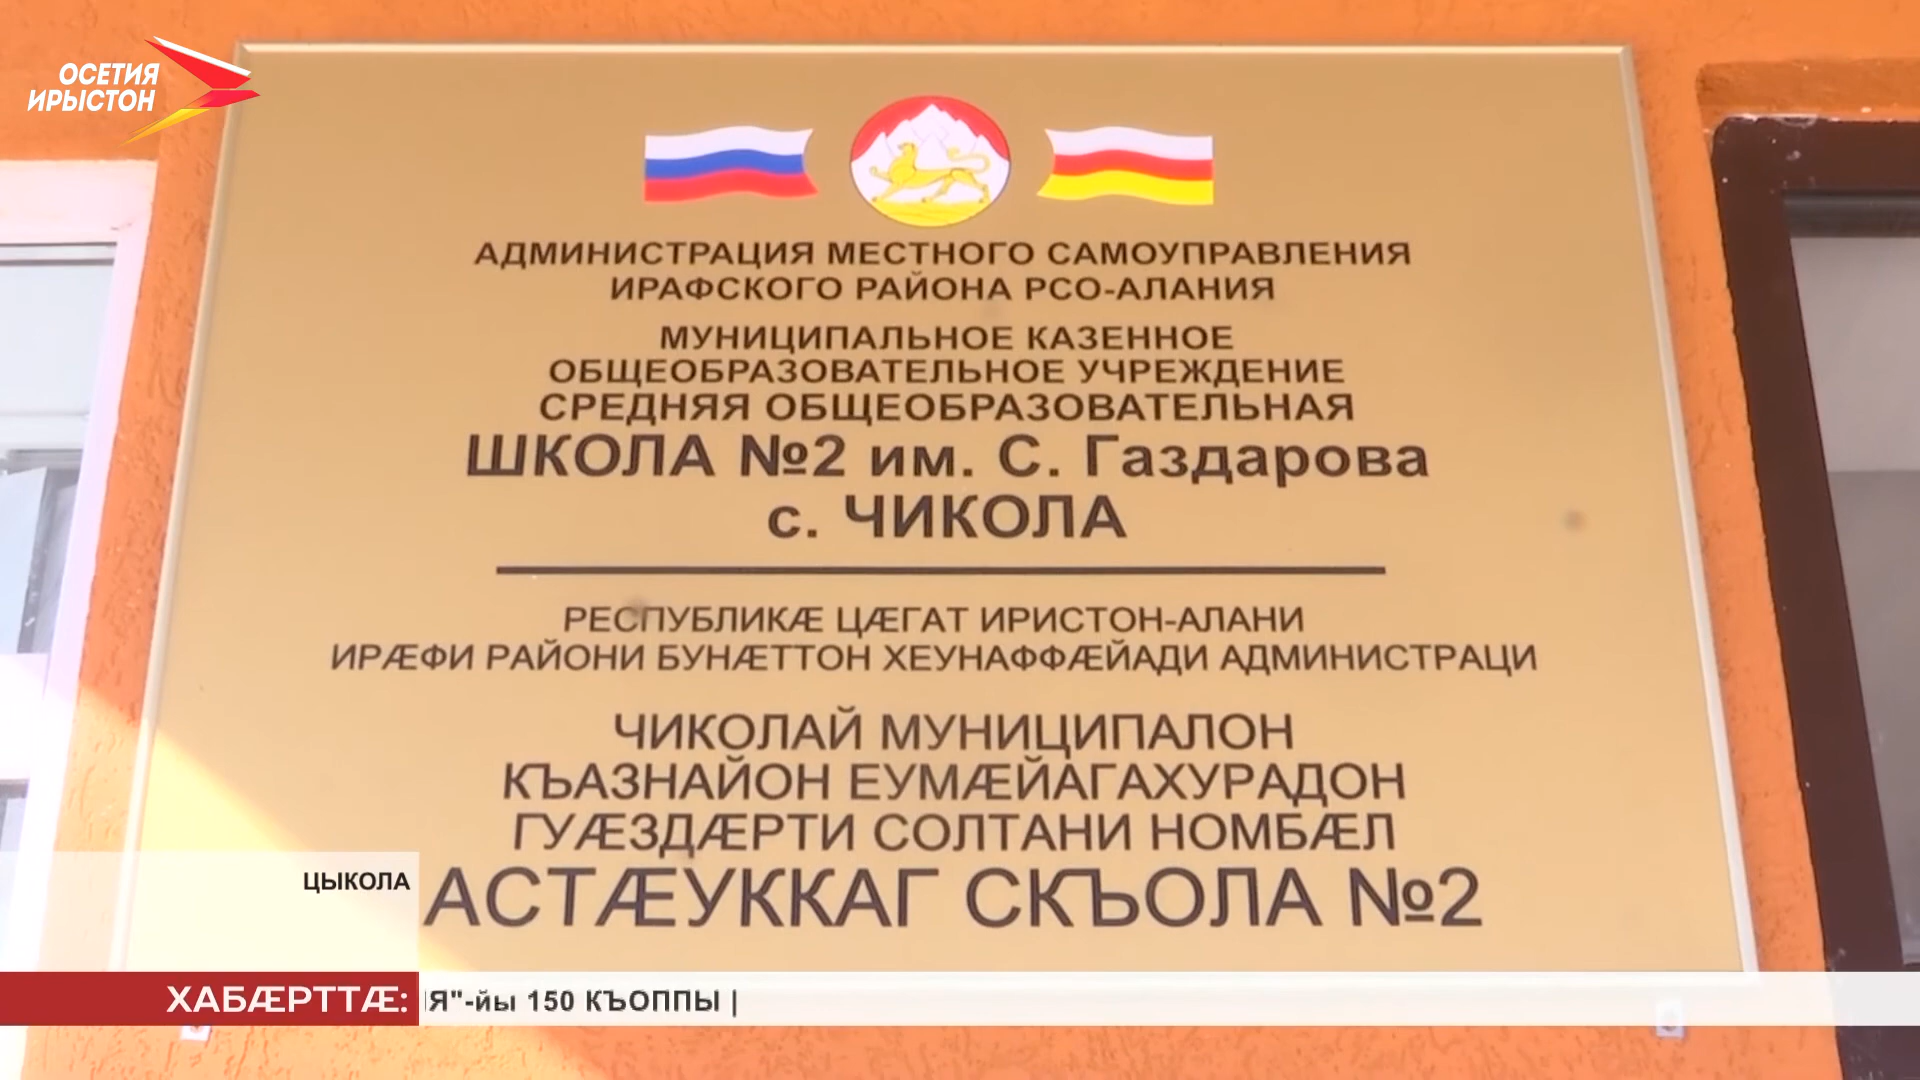 ОСЕТИЯ
ИРЫСТОН
АДМИНИСТРАЦИЯ МЕСТНОГО САМОУПРАВЛЕНИЯ
ИРАФСКОГО РАЙОНА РСО-АЛАНИЯ
МУНИЦИПАЛЬНОЕ КАЗЕННОЕ
ОБЩЕОБРАЗОВАТЕЛЬНОЕ УЧРЕЖДЕНИЕ
СРЕДНЯЯ ОБЩЕОБРАЗОВАТЕЛЬНАЯ
ШКОЛА №2 им. С. Газдарова
с. ЧИКОЛА
РЕСПУБЛИКÆ ЦÆГАТ ИРИСТОН-АЛАНИ
ИРÆФИ РАЙОНИ БУНÆТТОН ХЕУНАФФÆЙАДИ АДМИНИСТРАЦИ
ЧИКОЛАЙ МУНИЦИПАЛОН
КЪАЗНАЙОН ЕУМÆЙАГАХУРАДОН
ГУÆЗДÆРТИ СОЛТАНИ НОМБÆЛ
АСТÆУККАГ СКЪОЛА №2
ЦЫКОЛА
ХАБÆРТТÆ: Я"-йы 150 КЪОППЫ |